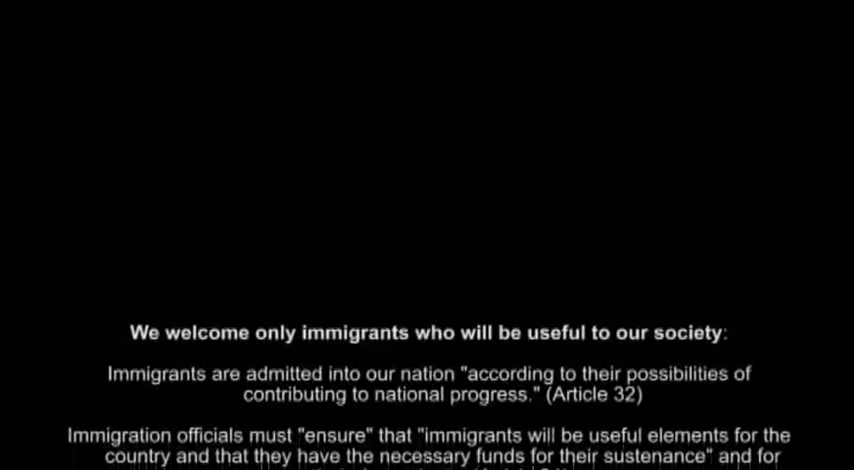 We welcome only immigrants who will be useful to our society:
Immigrants are admitted into our nation "according to their possibilities of
contributing to national progress." (Article 32)
Immigration officials must "ensure" that "immigrants will be useful elements for the
country and that they have the necessary funds for their sustenance" and for